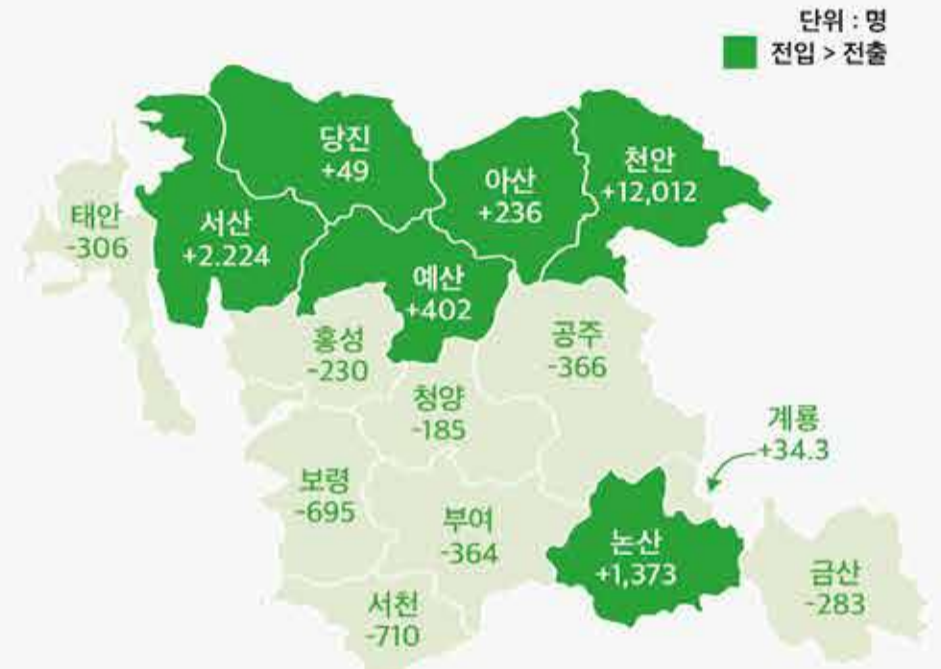 단위 : 명
전입 > 전출
당진
+49
아산
+236
천안
+12,012
태안
-306
서산
+2.224
예산
+402
홍성
-230
공주
-366
청양
-185
계룡
+34.3
보령
-695
부여
-364
논산
+1,373
금산
-283
서천
-710